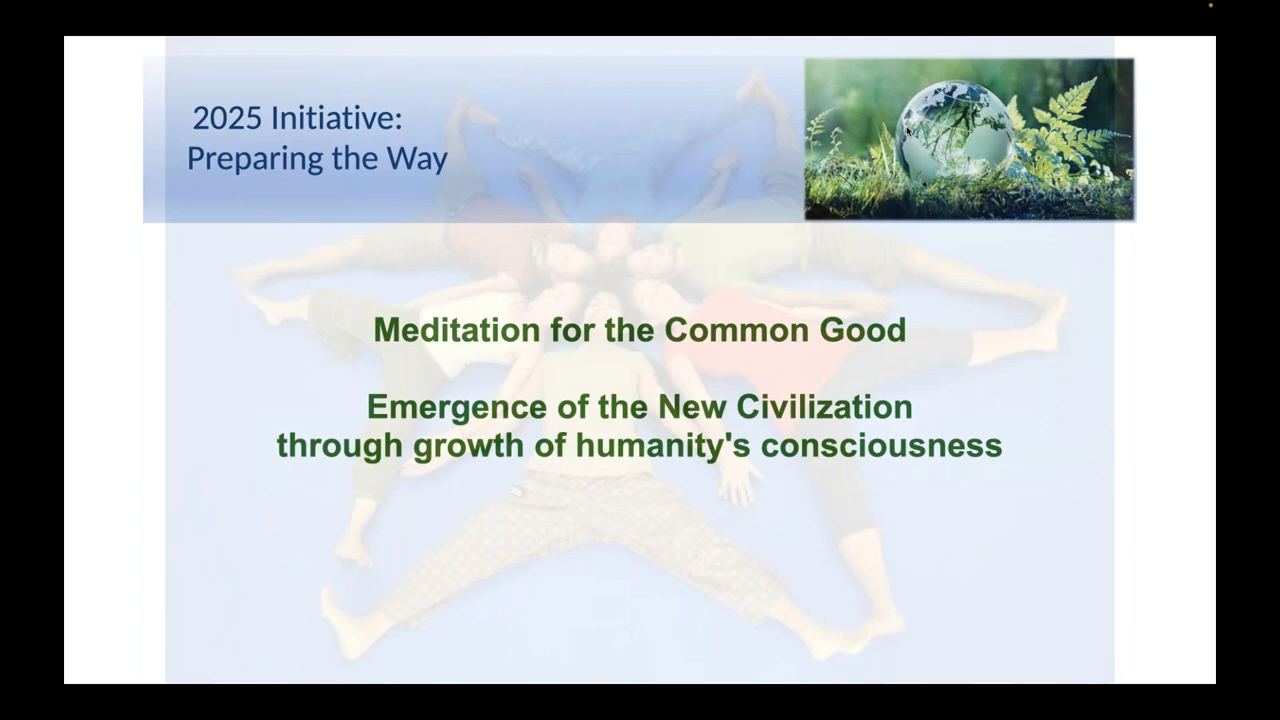 2025 Initiative:
Preparing the Way
Meditation for the Common Good
Emergence of the New Civilization
through growth of humanity's consciousness